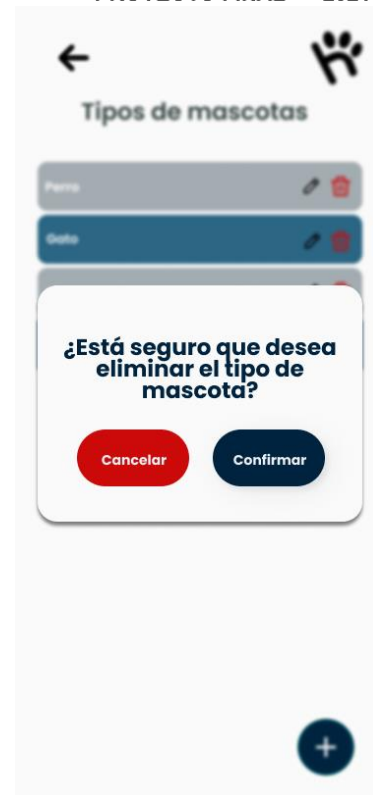 Tipos de mascotas
Perro
Gato
¿Está seguro que desea
eliminar el tipo de
mascota?
Cancelar
Confirmar